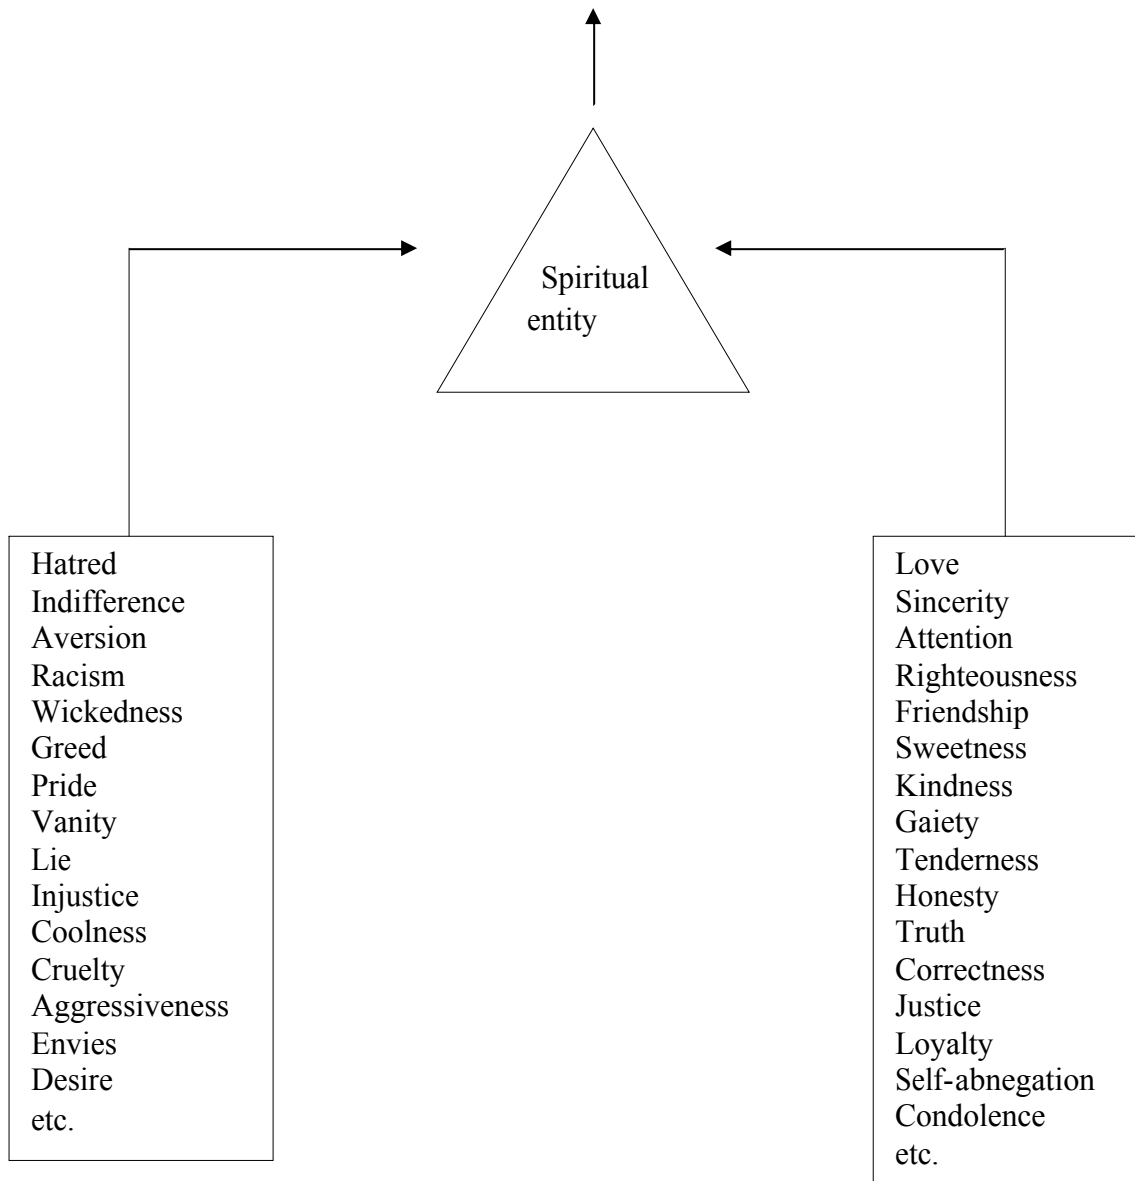 Spiritual
entity
Hatred
Indifference
Aversion
Racism
Wickedness
Greed
Pride
Vanity
Lie
Injustice
Coolness
Cruelty
Aggressiveness
Envies
Desire
etc.
Love
Sincerity
Attention
Righteousness
Friendship
Sweetness
Kindness
Gaiety
Tenderness
Honesty
Truth
Correctness
Justice
Loyalty
Self-abnegation
Condolence
etc.